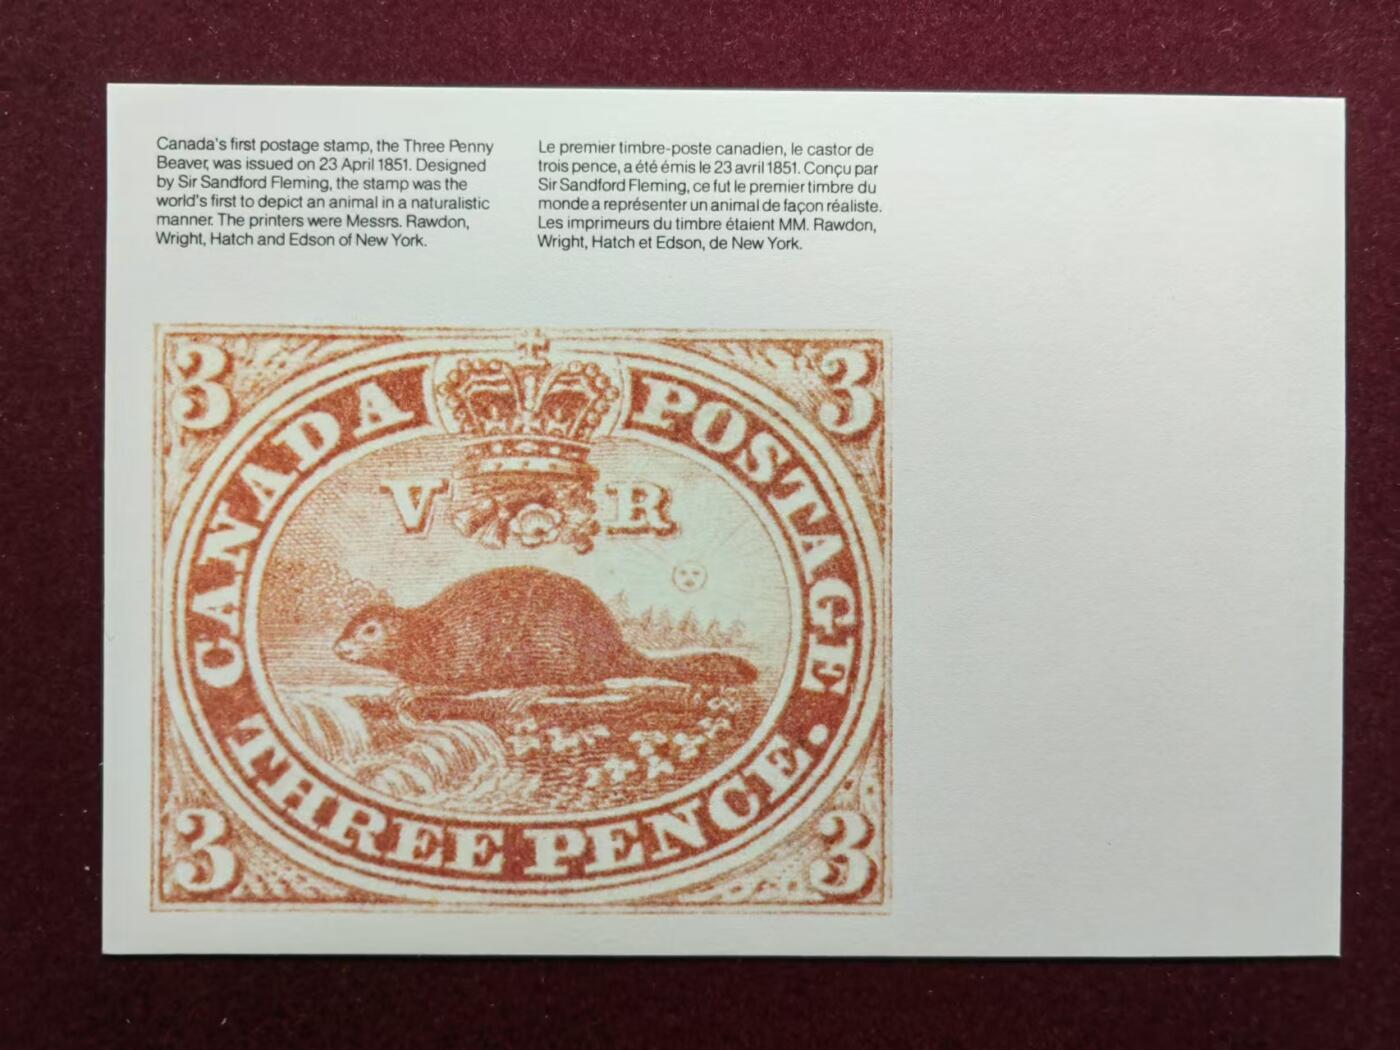 Canada's first postage stamp, the Three Penny
Beaver, was issued on 23 April 1851. Designed
by Sir Sandford Fleming, the stamp was the
world's first to depict an animal in a naturalistic
manner. The printers were Messrs. Rawdon,
Wright, Hatch and Edson of New York.
Le premier timbre-poste canadien, le castor de
trois pence, a été émis le 23 avril 1851. Conçu par
Sir Sandford Fleming, ce fut le premier timbre du
monde a représenter un animal de façon réaliste.
Les imprimeurs du timbre étaient MM. Rawdon,
Wright, Hatch et Edson, de New York.
3
3
CANADA POSTAGE
V R
THREE PENCE.
3
3